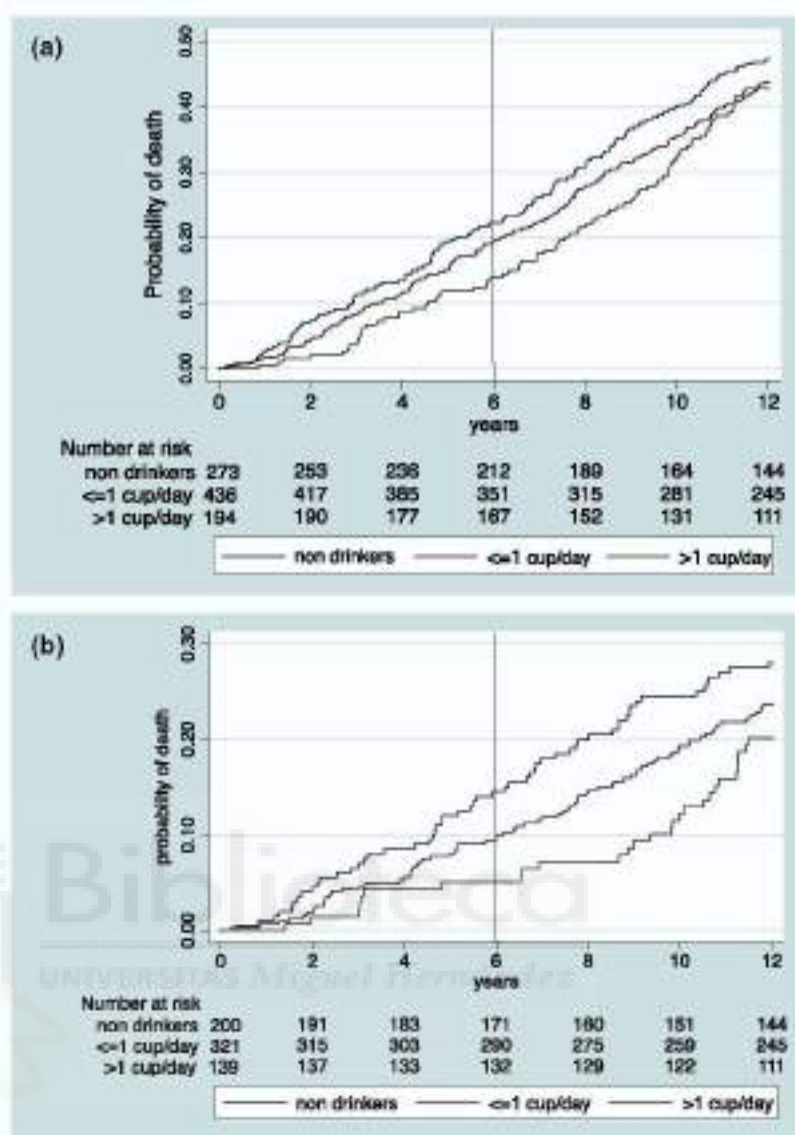 (a)
Probability of death
0.00 0.10 0.20 0.30 0.40 0.50
0 2 4 6 8 10 12
years
Number at risk
non drinkers 273 253 236 212 189 164 144
<=1 cup/day 436 417 385 351 315 281 245
>1 cup/day 194 190 177 167 152 131 111
non drinkers <=1 cup/day >1 cup/day
(b)
probability of death
0.00 0.10 0.20 0.30
0 2 4 6 8 10 12
years
Biblioteca
UNIVERSITAS Miguel Hernández
Number at risk
non drinkers 200 191 183 171 160 151 144
<=1 cup/day 321 315 303 290 275 259 245
>1 cup/day 139 137 133 132 129 122 111
non drinkers <=1 cup/day >1 cup/day